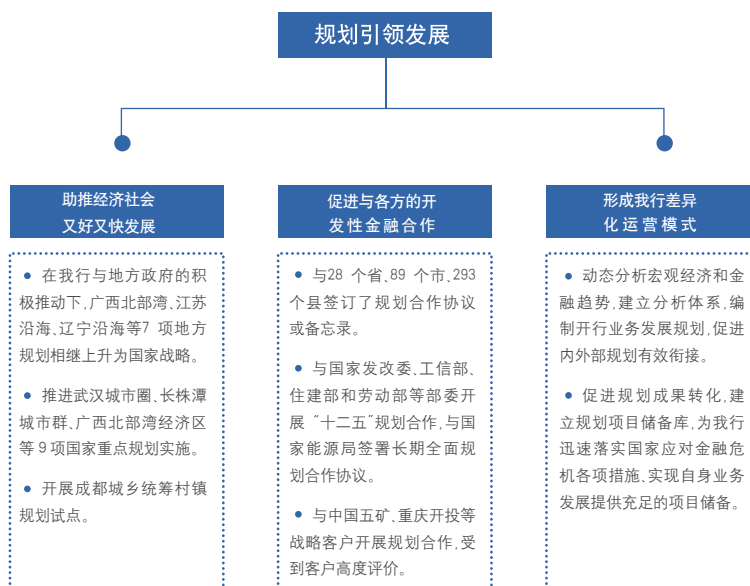 规划引领发展
助推经济社会
又好又快发展
● 在我行与地方政府的积
极推动下,广西北部湾、江苏
沿海、辽宁沿海等7 项地方
规划相继上升为国家战略。
● 推进武汉城市圈、长株潭
城市群、广西北部湾经济区
等 9 项国家重点规划实施。
● 开展成都城乡统筹村镇
规划试点。
促进与各方的开
发性金融合作
● 与28 个省、89 个市、293
个县签订了规划合作协议
或备忘录。
● 与国家发改委、工信部、
住建部和劳动部等部委开
展 “十二五”规划合作,与国
家能源局签署长期全面规
划合作协议。
● 与中国五矿、重庆开投等
战略客户开展规划合作,受
到客户高度评价。
形成我行差异
化运营模式
● 动态分析宏观经济和金
融趋势,建立分析体系,编
制开行业务发展规划,促进
内外部规划有效衔接。
● 促进规划成果转化,建
立规划项目储备库,为我行
迅速落实国家应对金融危
机各项措施、实现自身业务
发展提供充足的项目储备。